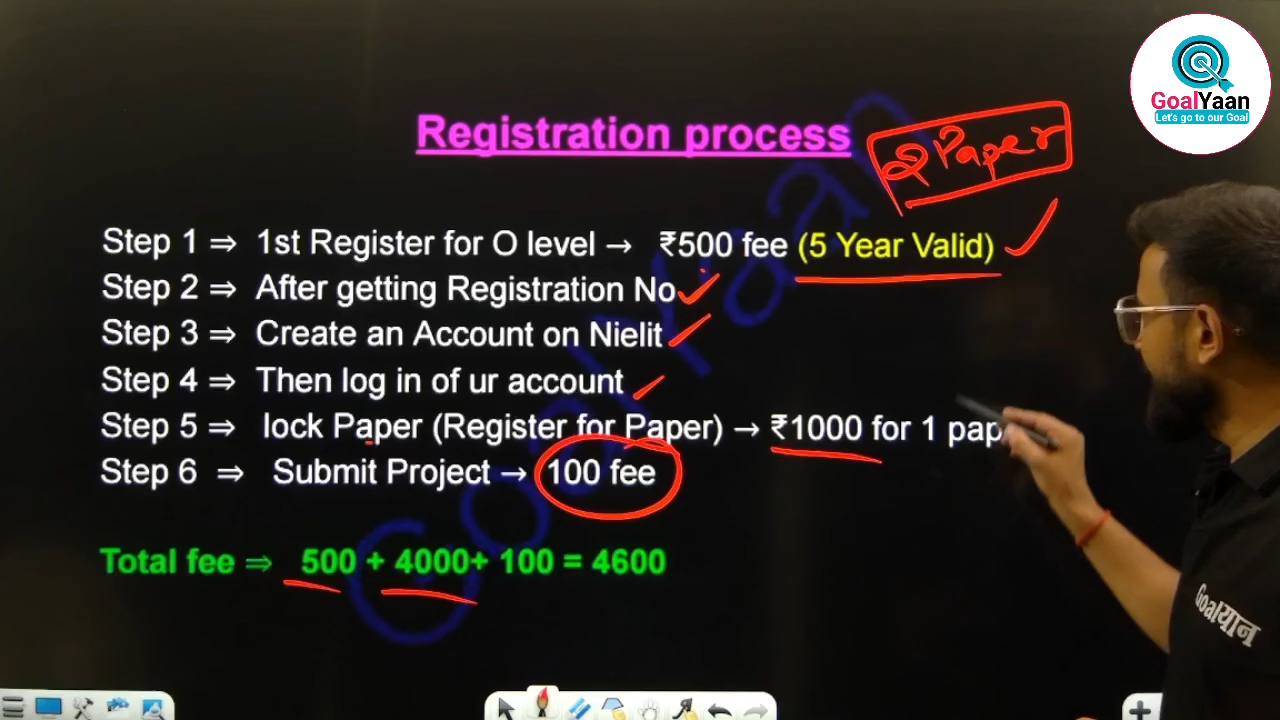 GoalYaan
Let's go to our Goal
Registration process
2 Paper
Step 1 ⇒ 1st Register for O level → ₹500 fee (5 Year Valid)
Step 2 ⇒ After getting Registration No
Step 3 ⇒ Create an Account on Nielit
Step 4 ⇒ Then log in of ur account
Step 5 ⇒ lock Paper (Register for Paper) → ₹1000 for 1 pap
Step 6 ⇒ Submit Project → 100 fee
Total fee ⇒ 500 + 4000+ 100 = 4600
Goal Yaan
Goalयान